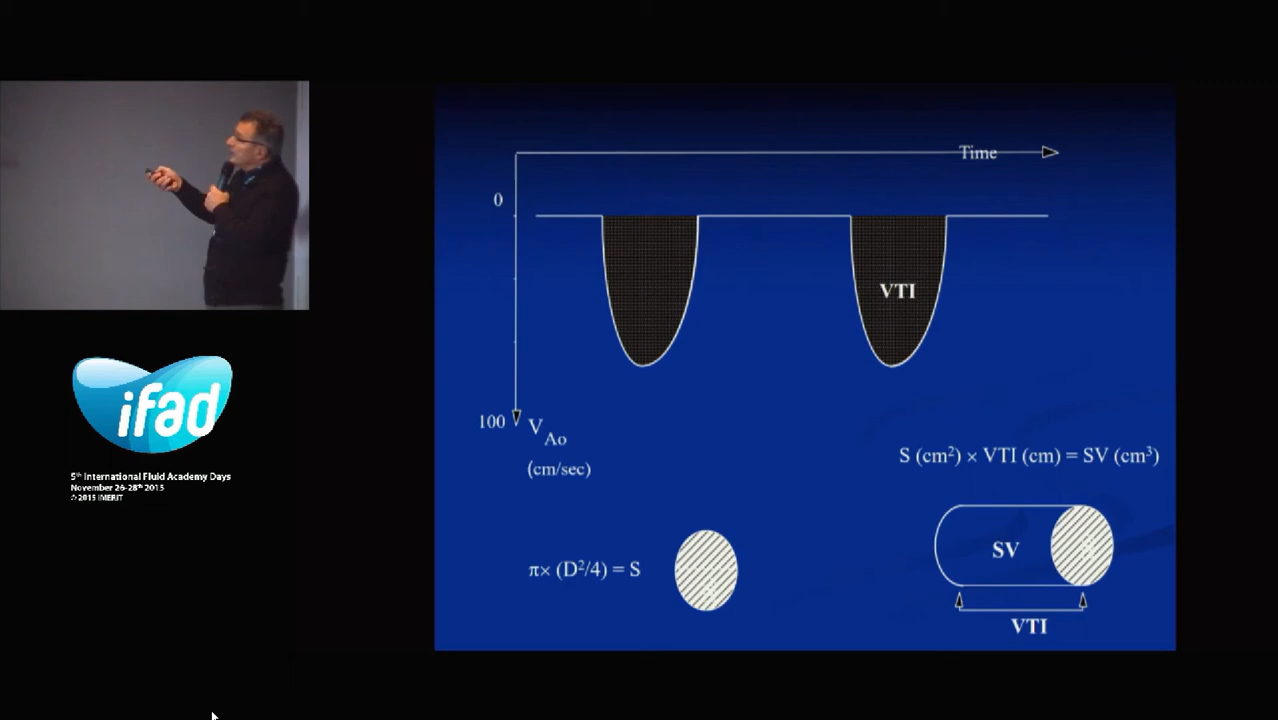 Time
0
VTI
100
V Ao
(cm/sec)
S (cm²) × VTI (cm) = SV (cm³)
π× (D²/4) = S
SV
VTI
ifad
5th International Fluid Academy Days
November 26-28th 2015
© 2015 IMERIT